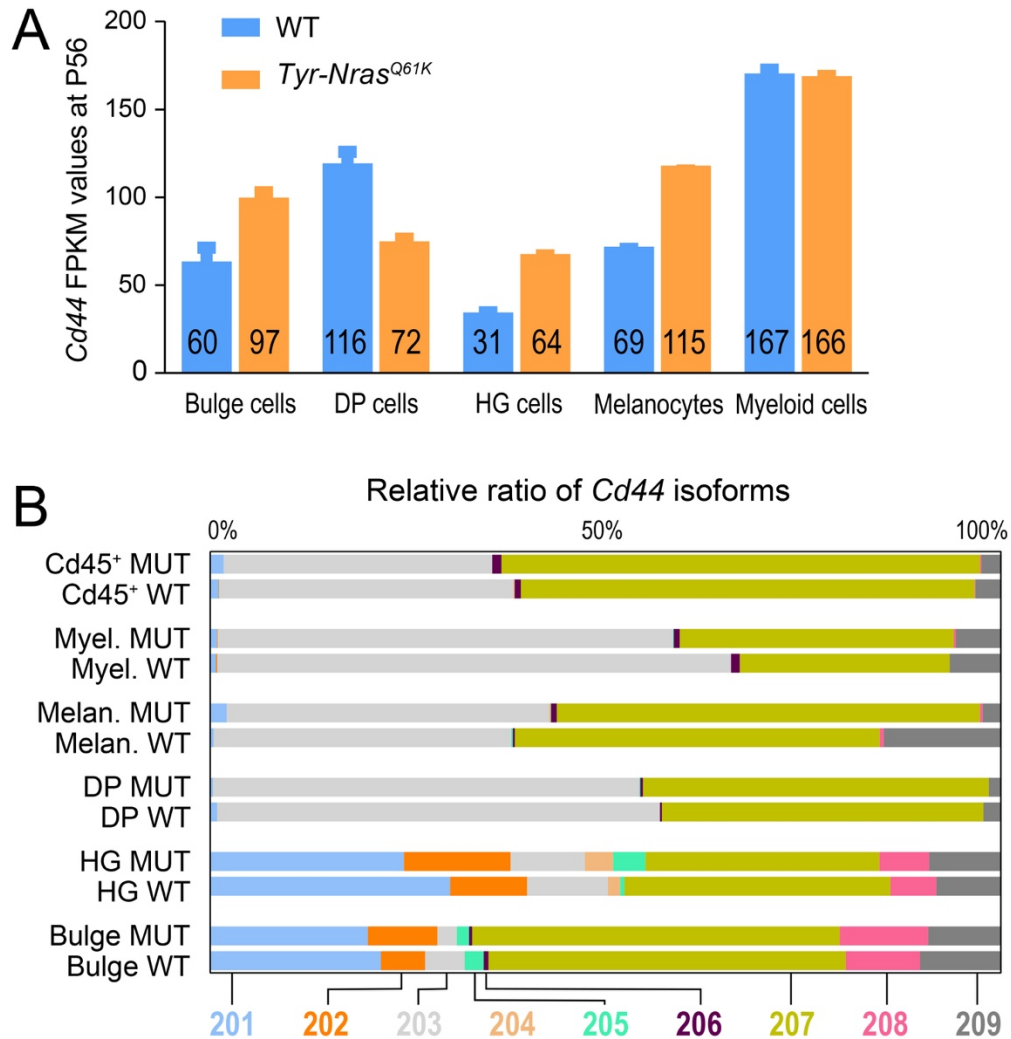 A
200
150
100
50
0
Cd44 FPKM values at P56
WT
Tyr-Nras^Q61K
60 97 116 72 31 64 69 115 167 166
Bulge cells DP cells HG cells Melanocytes Myeloid cells
B
Relative ratio of Cd44 isoforms
0% 50% 100%
Cd45⁺ MUT
Cd45⁺ WT
Myel. MUT
Myel. WT
Melan. MUT
Melan. WT
DP MUT
DP WT
HG MUT
HG WT
Bulge MUT
Bulge WT
201 202 203 204 205 206 207 208 209